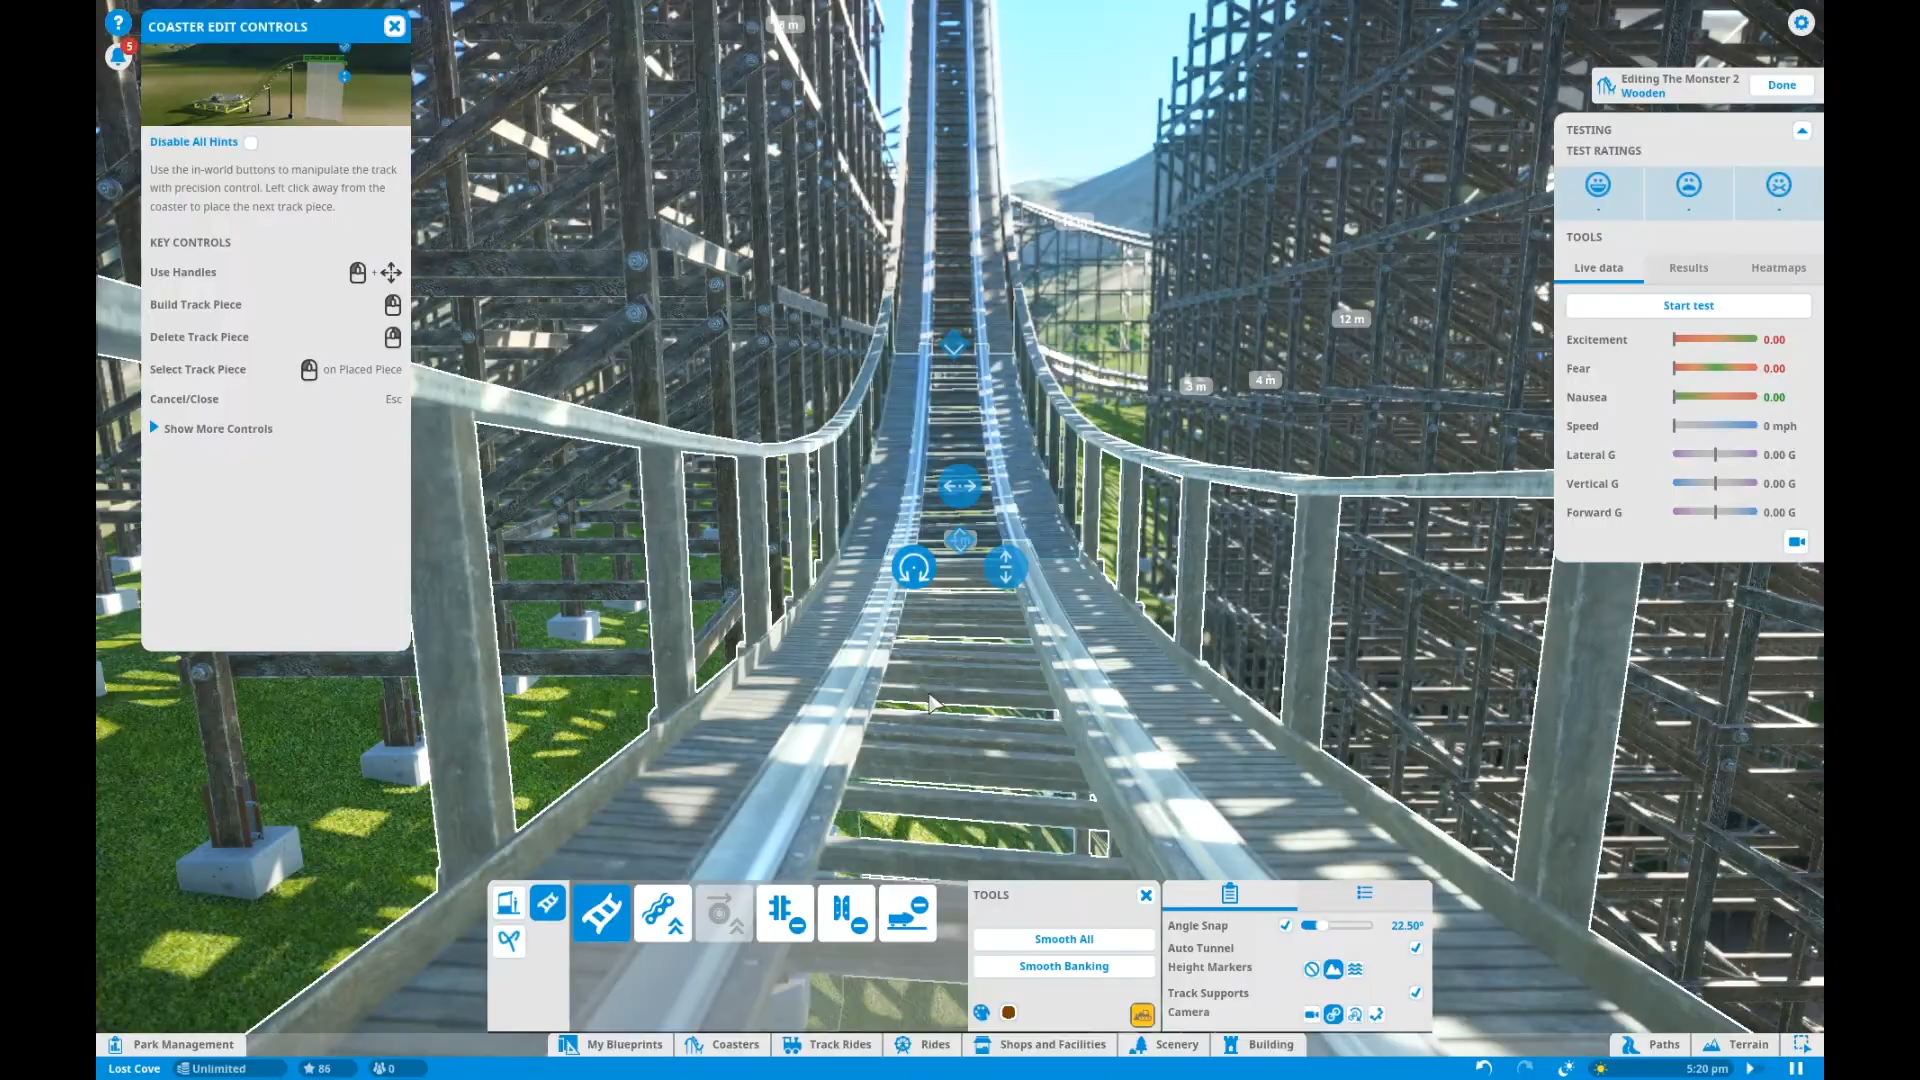 ?
5
COASTER EDIT CONTROLS
Disable All Hints
Use the in-world buttons to manipulate the track
with precision control. Left click away from the
coaster to place the next track piece.
KEY CONTROLS
Use Handles +
Build Track Piece
Delete Track Piece
Select Track Piece on Placed Piece
Cancel/Close Esc
Show More Controls
12 m
4 m
3 m
Editing The Monster 2
Wooden
Done
TESTING
TEST RATINGS
- - -
TOOLS
Live data Results Heatmaps
Start test
Excitement 0.00
Fear 0.00
Nausea 0.00
Speed 0 mph
Lateral G 0.00 G
Vertical G 0.00 G
Forward G 0.00 G
TOOLS
Smooth All
Smooth Banking
Angle Snap 22.50°
Auto Tunnel
Height Markers
Track Supports
Camera
Park Management My Blueprints Coasters Track Rides Rides Shops and Facilities Scenery Building Paths Terrain
Lost Cove Unlimited 86 0 5:20 pm